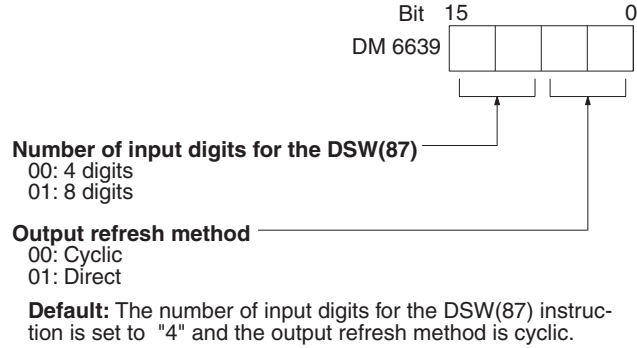 Bit 15 0
DM 6639
Number of input digits for the DSW(87)
00: 4 digits
01: 8 digits
Output refresh method
00: Cyclic
01: Direct
Default: The number of input digits for the DSW(87) instruc-
tion is set to "4" and the output refresh method is cyclic.